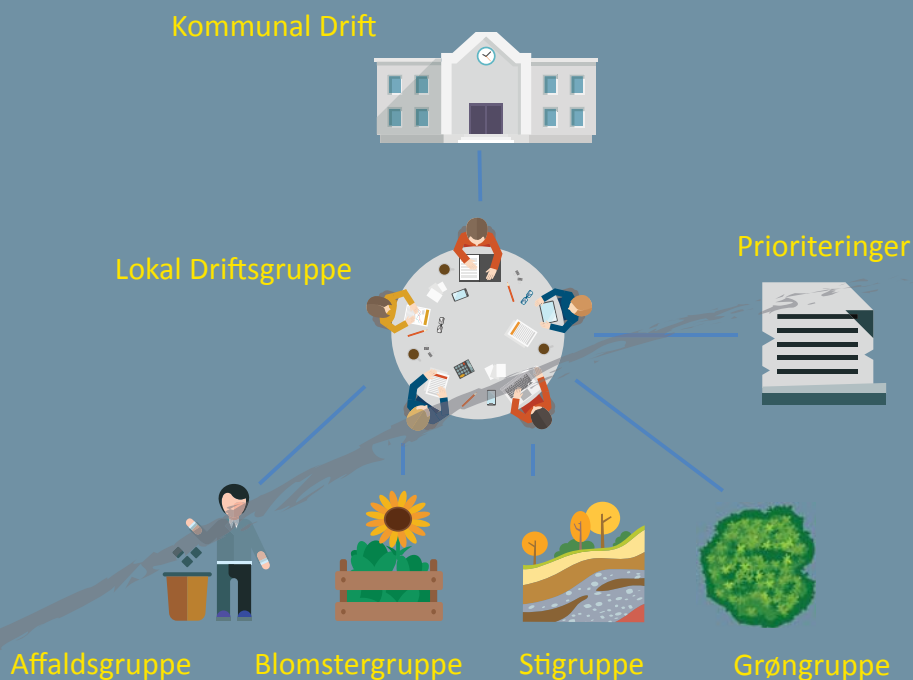 Kommunal Drift
Prioriteringer
Lokal Driftsgruppe
Affaldsgruppe
Blomstergruppe
Stigruppe
Grøngruppe